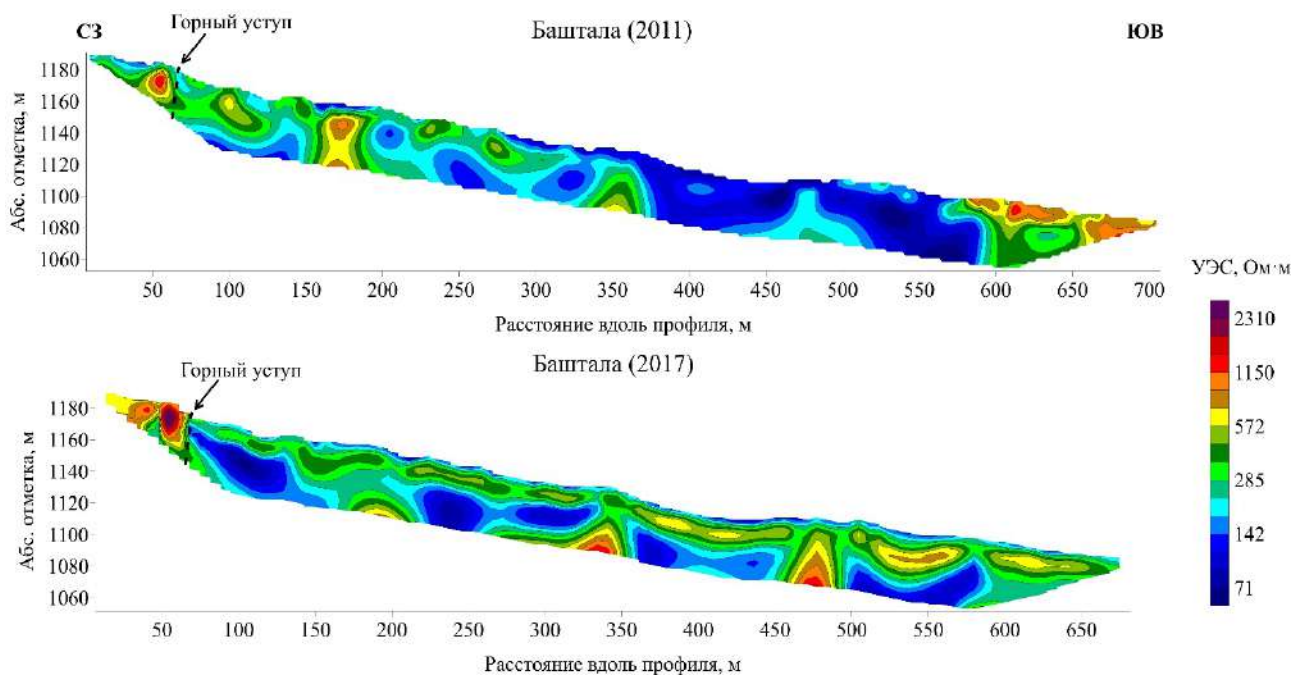 Горный уступ
СЗ
Баштала (2011)
ЮВ
Абс. отметка, м
1180
1160
1140
1120
1100
1080
1060
50 100 150 200 250 300 350 400 450 500 550 600 650 700
Расстояние вдоль профиля, м
УЭС, Ом·м
2310
1150
572
285
142
71
Баштала (2017)
Горный уступ
Абс. отметка, м
1180
1160
1140
1120
1100
1080
1060
50 100 150 200 250 300 350 400 450 500 550 600 650
Расстояние вдоль профиля, м